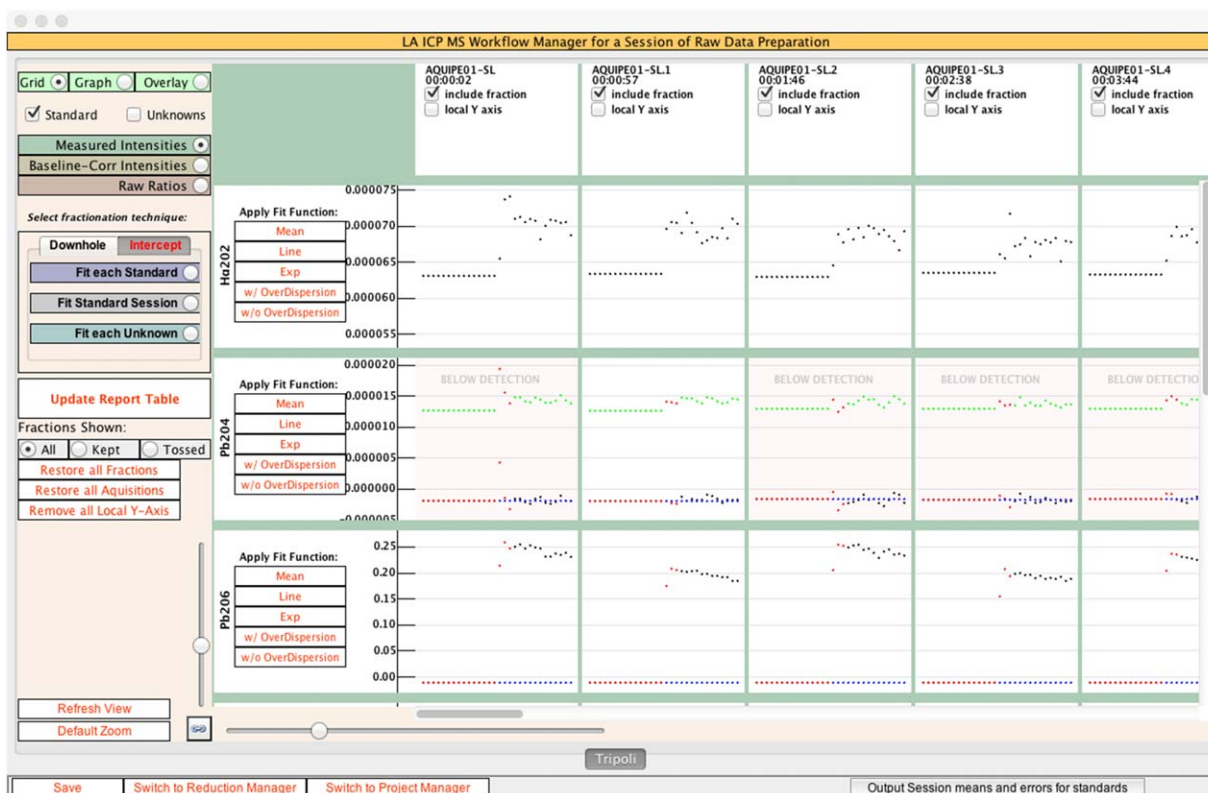 LA ICP MS Workflow Manager for a Session of Raw Data Preparation
Grid Graph Overlay
Standard Unknowns
Measured Intensities
Baseline-Corr Intensities
Raw Ratios
Select fractionation technique:
Downhole Intercept
Fit each Standard
Fit Standard Session
Fit each Unknown
Update Report Table
Fractions Shown:
All Kept Tossed
Restore all Fractions
Restore all Aquisitions
Remove all Local Y-Axis
Refresh View
Default Zoom
AQUIPE01-SL
00:00:02
include fraction
local Y axis
AQUIPE01-SL.1
00:00:57
include fraction
local Y axis
AQUIPE01-SL.2
00:01:46
include fraction
local Y axis
AQUIPE01-SL.3
00:02:38
include fraction
local Y axis
AQUIPE01-SL.4
00:03:44
include fraction
local Y axis
Hg202
Apply Fit Function:
Mean
Line
Exp
w/ OverDispersion
w/o OverDispersion
0.000075
0.000070
0.000065
0.000060
0.000055
Pb204
Apply Fit Function:
Mean
Line
Exp
w/ OverDispersion
w/o OverDispersion
0.000020
0.000015
0.000010
0.000005
0.000000
-0.000005
BELOW DETECTION
BELOW DETECTION
BELOW DETECTION
BELOW DETECTIO
Pb206
Apply Fit Function:
Mean
Line
Exp
w/ OverDispersion
w/o OverDispersion
0.25
0.20
0.15
0.10
0.05
0.00
Tripoli
Save Switch to Reduction Manager Switch to Project Manager Output Session means and errors for standards